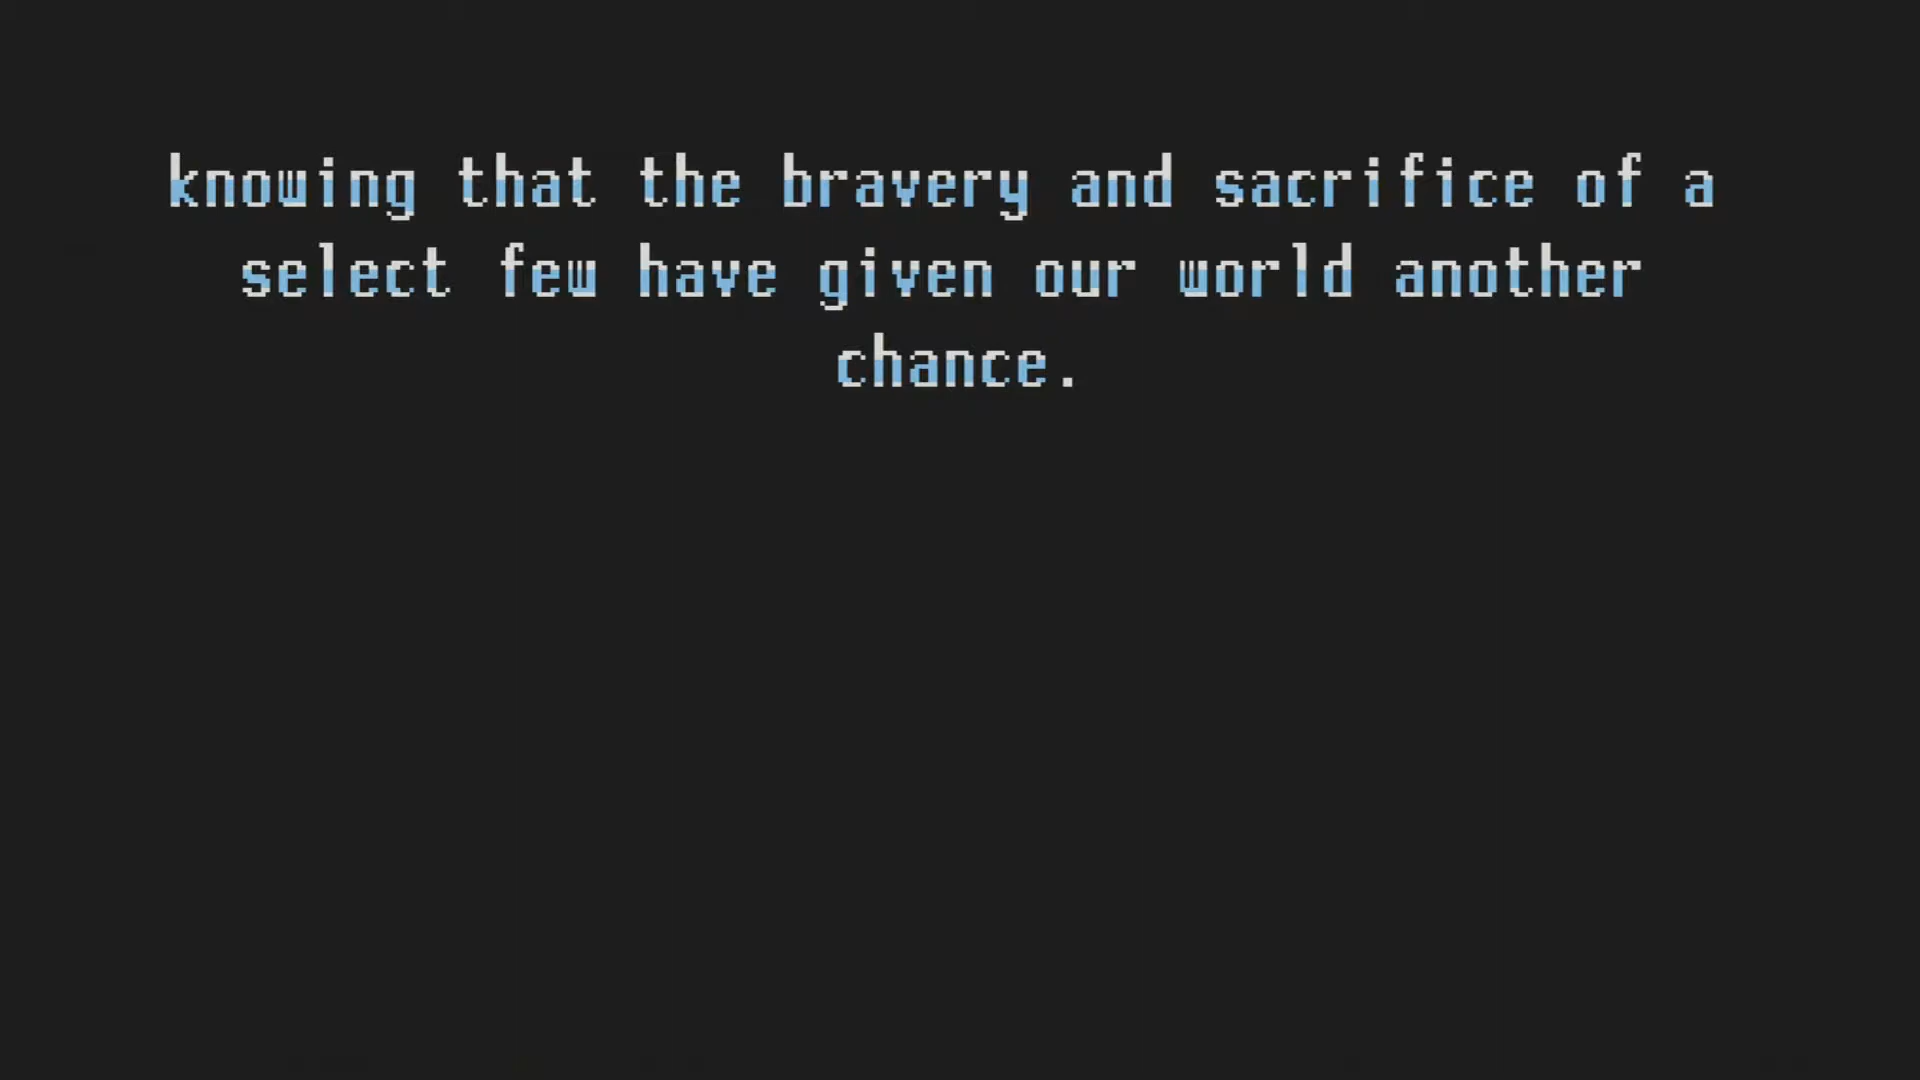 knowing that the bravery and sacrifice of a
select few have given our world another
chance.